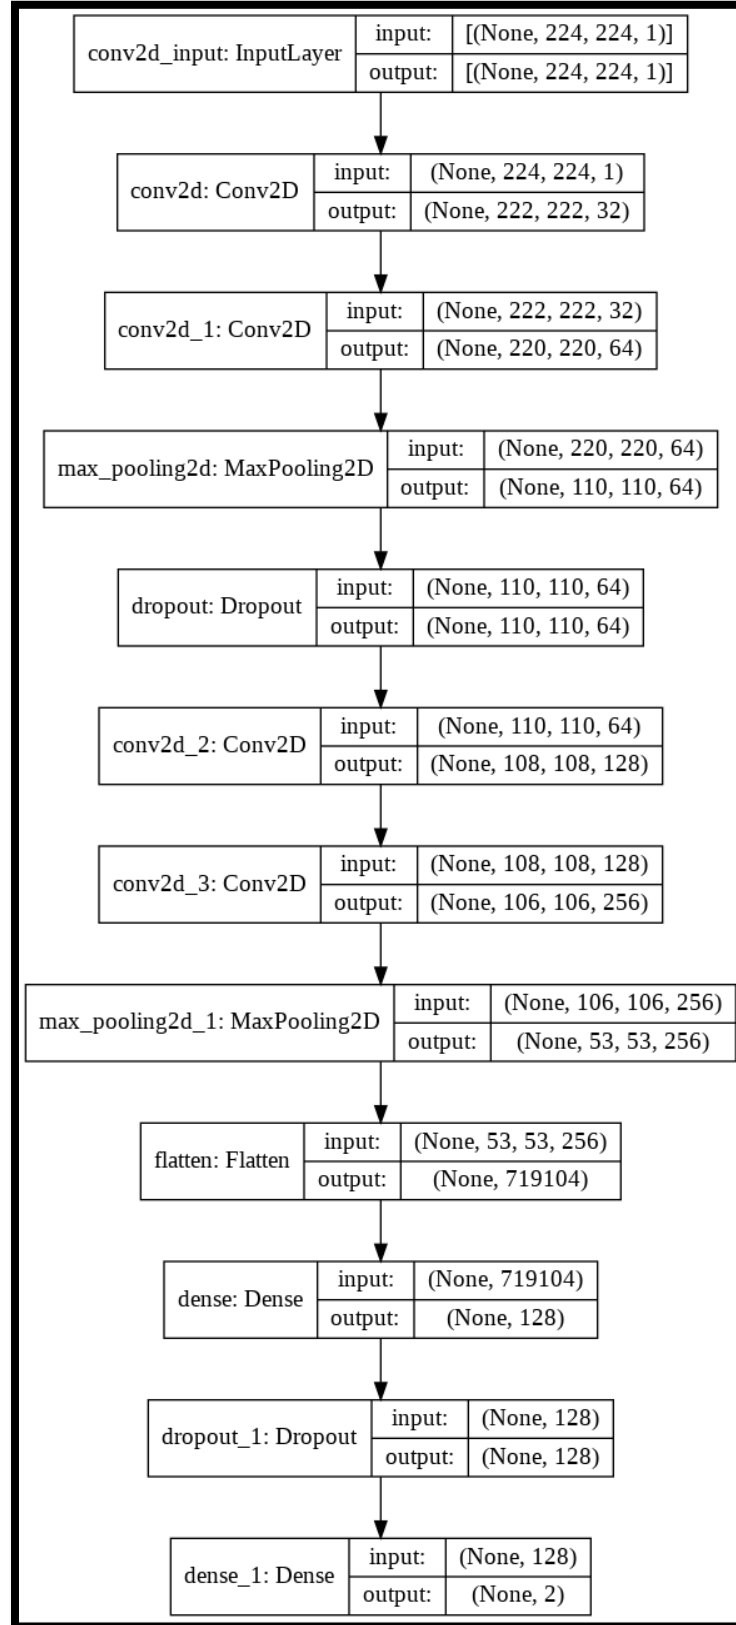 conv2d_input: InputLayer
input: [(None, 224, 224, 1)]
output: [(None, 224, 224, 1)]
conv2d: Conv2D
input: (None, 224, 224, 1)
output: (None, 222, 222, 32)
conv2d_1: Conv2D
input: (None, 222, 222, 32)
output: (None, 220, 220, 64)
max_pooling2d: MaxPooling2D
input: (None, 220, 220, 64)
output: (None, 110, 110, 64)
dropout: Dropout
input: (None, 110, 110, 64)
output: (None, 110, 110, 64)
conv2d_2: Conv2D
input: (None, 110, 110, 64)
output: (None, 108, 108, 128)
conv2d_3: Conv2D
input: (None, 108, 108, 128)
output: (None, 106, 106, 256)
max_pooling2d_1: MaxPooling2D
input: (None, 106, 106, 256)
output: (None, 53, 53, 256)
flatten: Flatten
input: (None, 53, 53, 256)
output: (None, 719104)
dense: Dense
input: (None, 719104)
output: (None, 128)
dropout_1: Dropout
input: (None, 128)
output: (None, 128)
dense_1: Dense
input: (None, 128)
output: (None, 2)